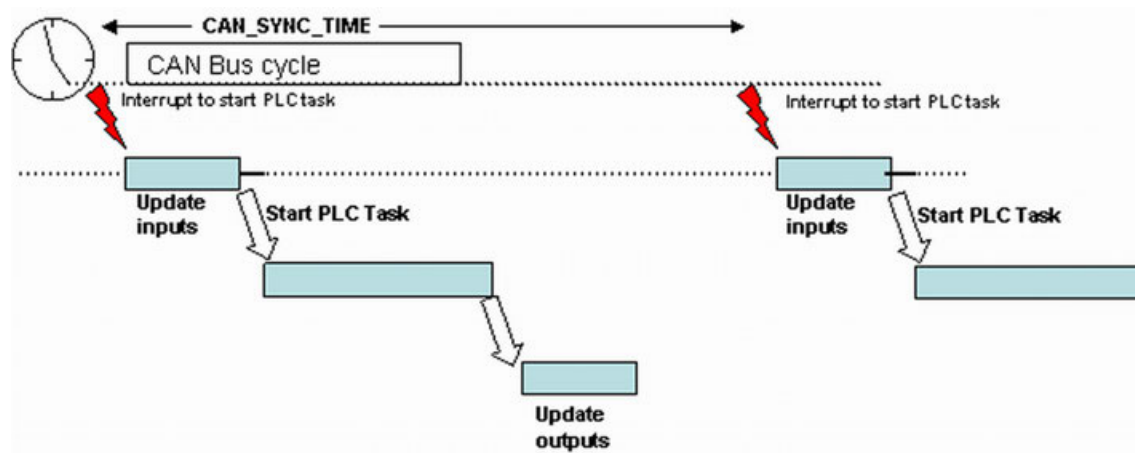 CAN_SYNC_TIME
CAN Bus cycle
Interrupt to start PLC task
Interrupt to start PLC task
Update
inputs
Start PLC Task
Update
inputs
Start PLC Task
Update
outputs